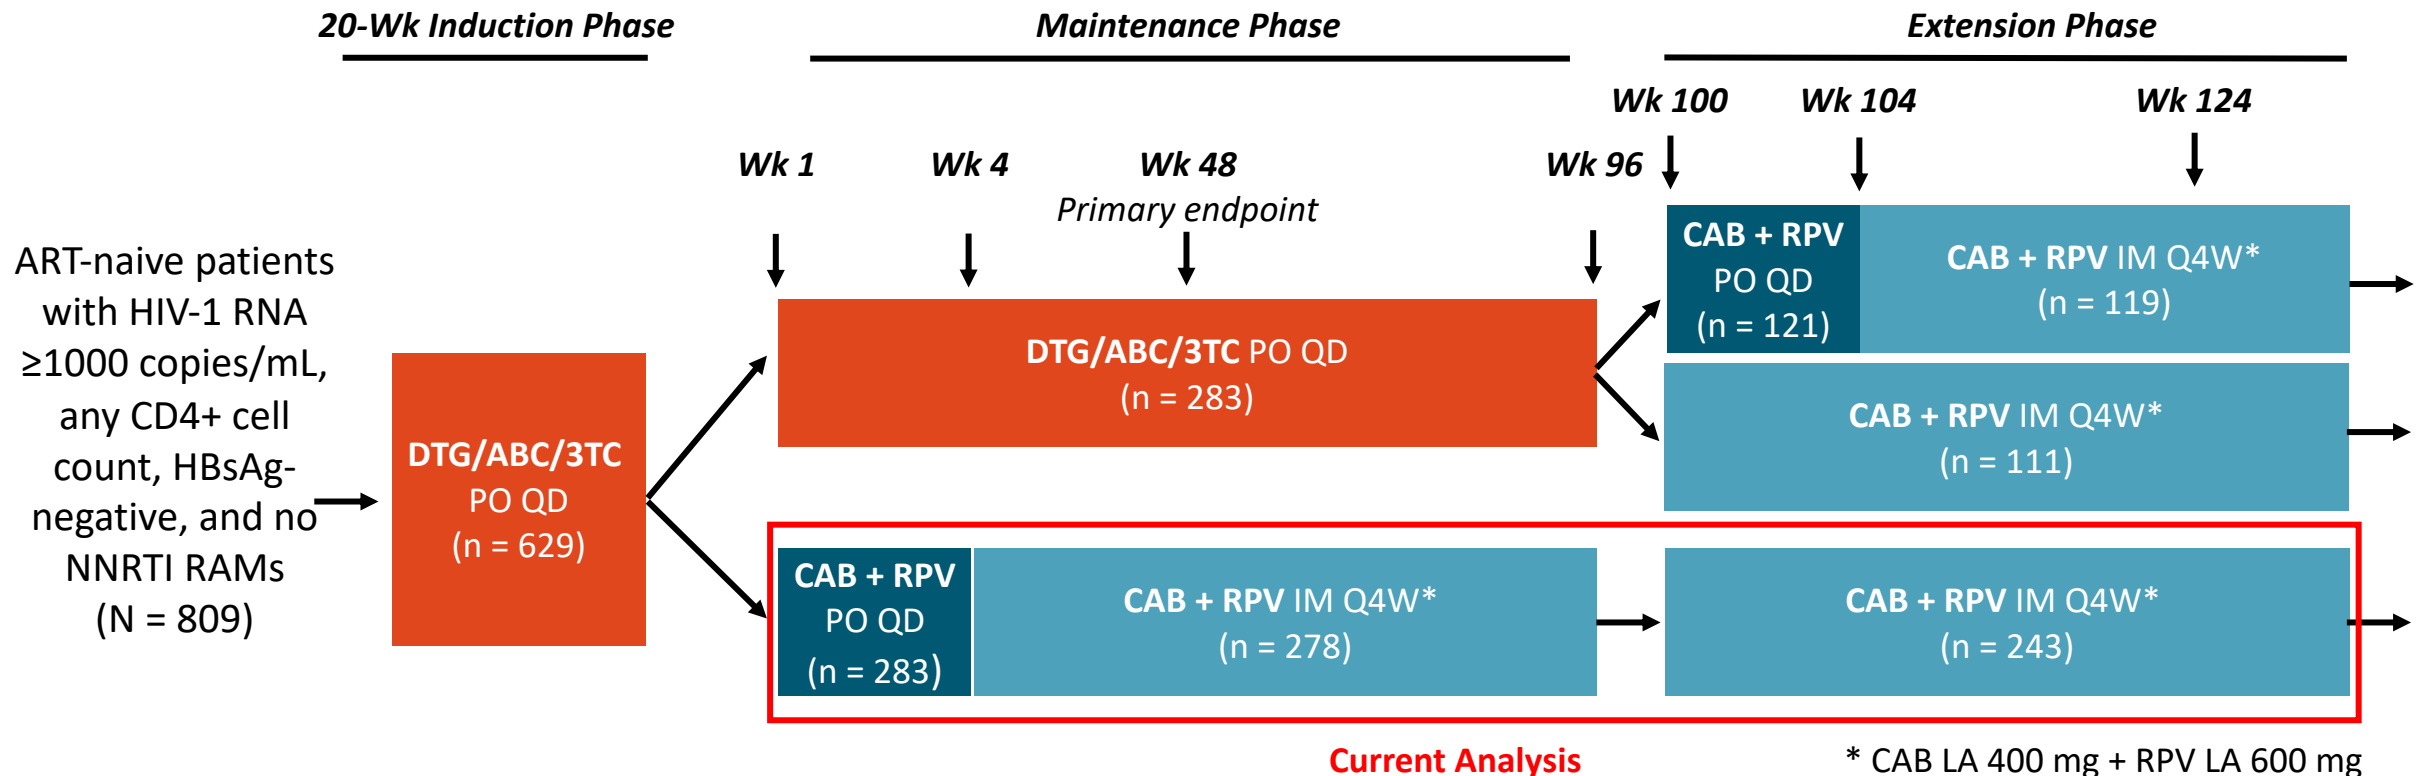 20-Wk Induction Phase
Maintenance Phase
Extension Phase
Wk 100
Wk 104
Wk 124
Wk 1
Wk 4
Wk 48
Primary endpoint
Wk 96
ART-naive patients
with HIV-1 RNA
≥1000 copies/mL,
any CD4+ cell
count, HBsAg-
negative, and no
NNRTI RAMs
(N = 809)
DTG/ABC/3TC
PO QD
(n = 629)
DTG/ABC/3TC PO QD
(n = 283)
CAB + RPV
PO QD
(n = 121)
CAB + RPV IM Q4W*
(n = 119)
CAB + RPV IM Q4W*
(n = 111)
CAB + RPV
PO QD
(n = 283)
CAB + RPV IM Q4W*
(n = 278)
CAB + RPV IM Q4W*
(n = 243)
Current Analysis
* CAB LA 400 mg + RPV LA 600 mg